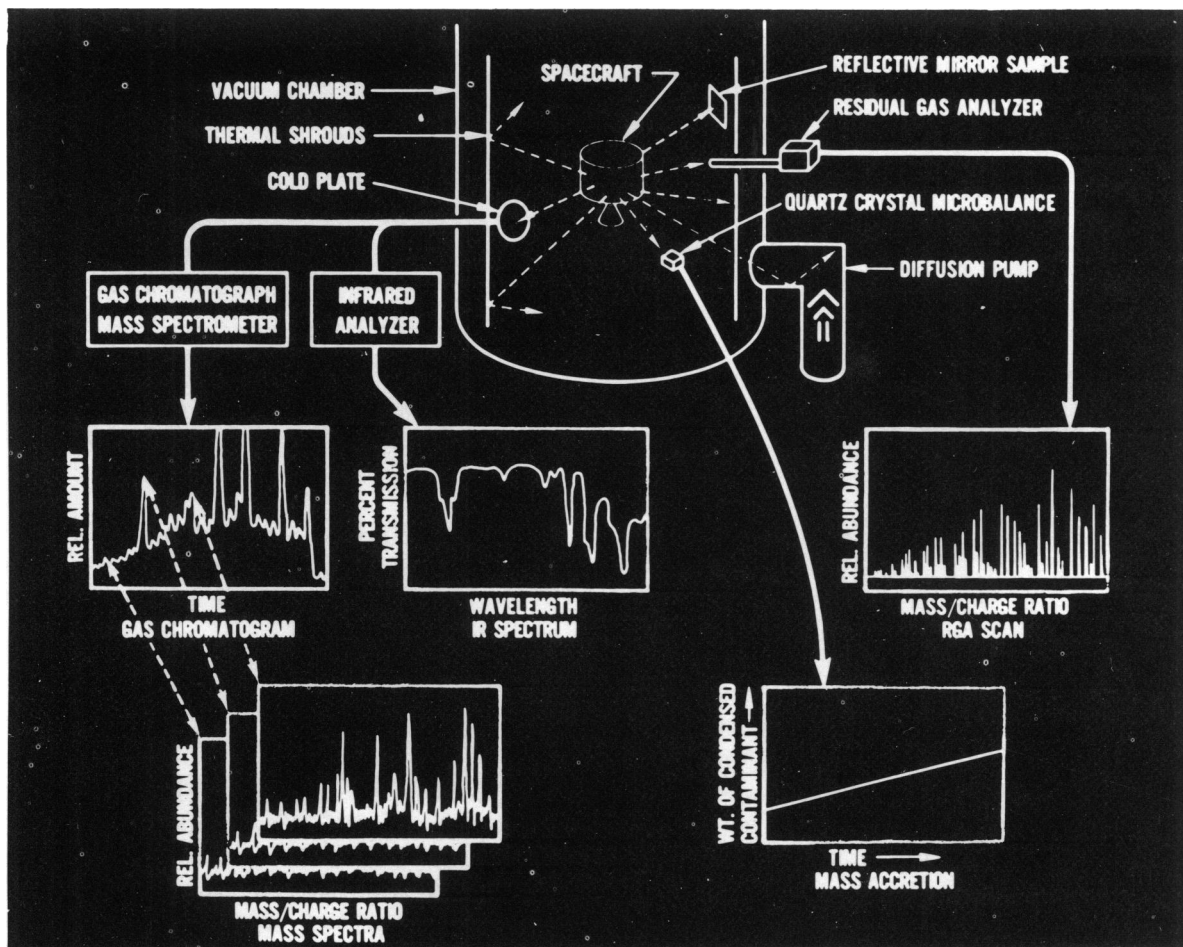 SPACECRAFT
REFLECTIVE MIRROR SAMPLE
VACUUM CHAMBER
RESIDUAL GAS ANALYZER
THERMAL SHROUDS
COLD PLATE
QUARTZ CRYSTAL MICROBALANCE
DIFFUSION PUMP
GAS CHROMATOGRAPH
MASS SPECTROMETER
INFRARED
ANALYZER
REL. AMOUNT
TIME
GAS CHROMATOGRAM
PERCENT
TRANSMISSION
WAVELENGTH
IR SPECTRUM
REL. ABUNDANCE
MASS/CHARGE RATIO
RGA SCAN
REL. ABUNDANCE
MASS/CHARGE RATIO
MASS SPECTRA
WT. OF CONDENSED
CONTAMINANT
TIME
MASS ACCRETION